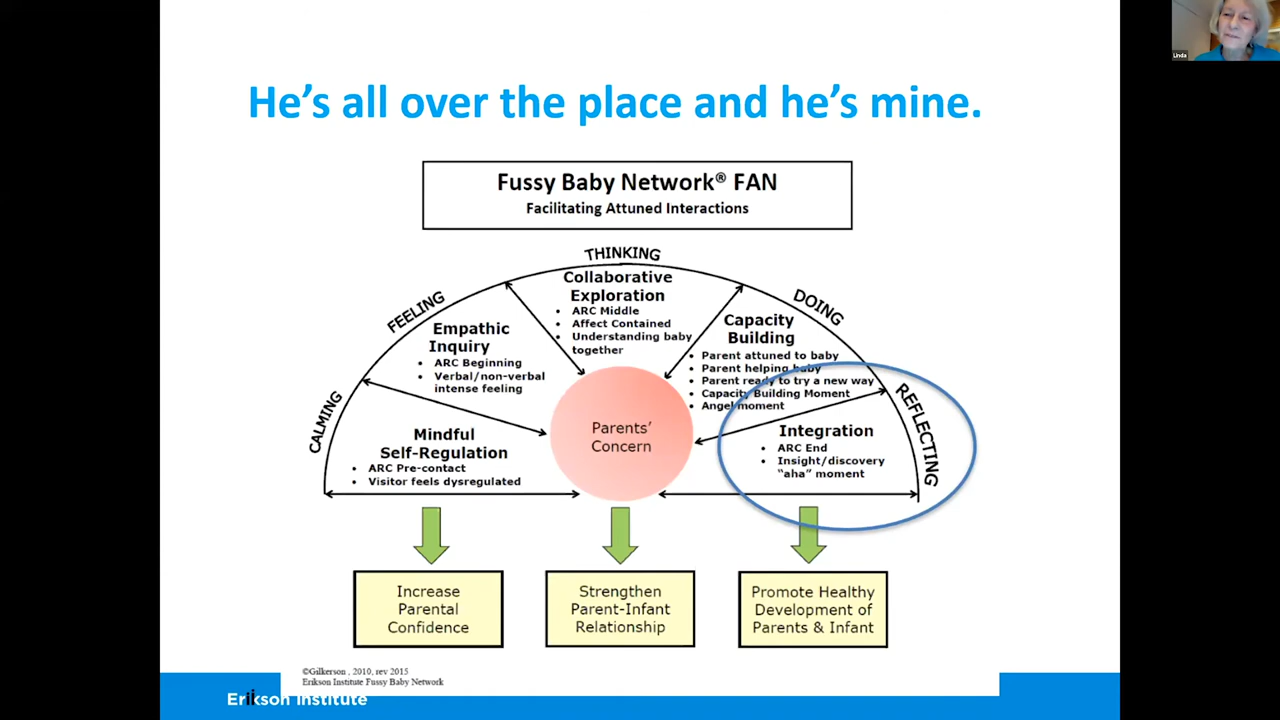 Linda
He's all over the place and he's mine.
Fussy Baby Network® FAN
Facilitating Attuned Interactions
CALMING
FEELING
THINKING
DOING
REFLECTING
Mindful
Self-Regulation
• ARC Pre-contact
• Visitor feels dysregulated
Empathic
Inquiry
• ARC Beginning
• Verbal/non-verbal
intense feeling
Collaborative
Exploration
• ARC Middle
• Affect Contained
• Understanding baby
together
Capacity
Building
• Parent attuned to baby
• Parent helping baby
• Parent ready to try a new way
• Capacity Building Moment
• Angel moment
Integration
• ARC End
• Insight/discovery
"aha" moment
Parents'
Concern
Increase
Parental
Confidence
Strengthen
Parent-Infant
Relationship
Promote Healthy
Development of
Parents & Infant
©Gilkerson , 2010, rev 2015
Erikson Institute Fussy Baby Network
Erikson Institute